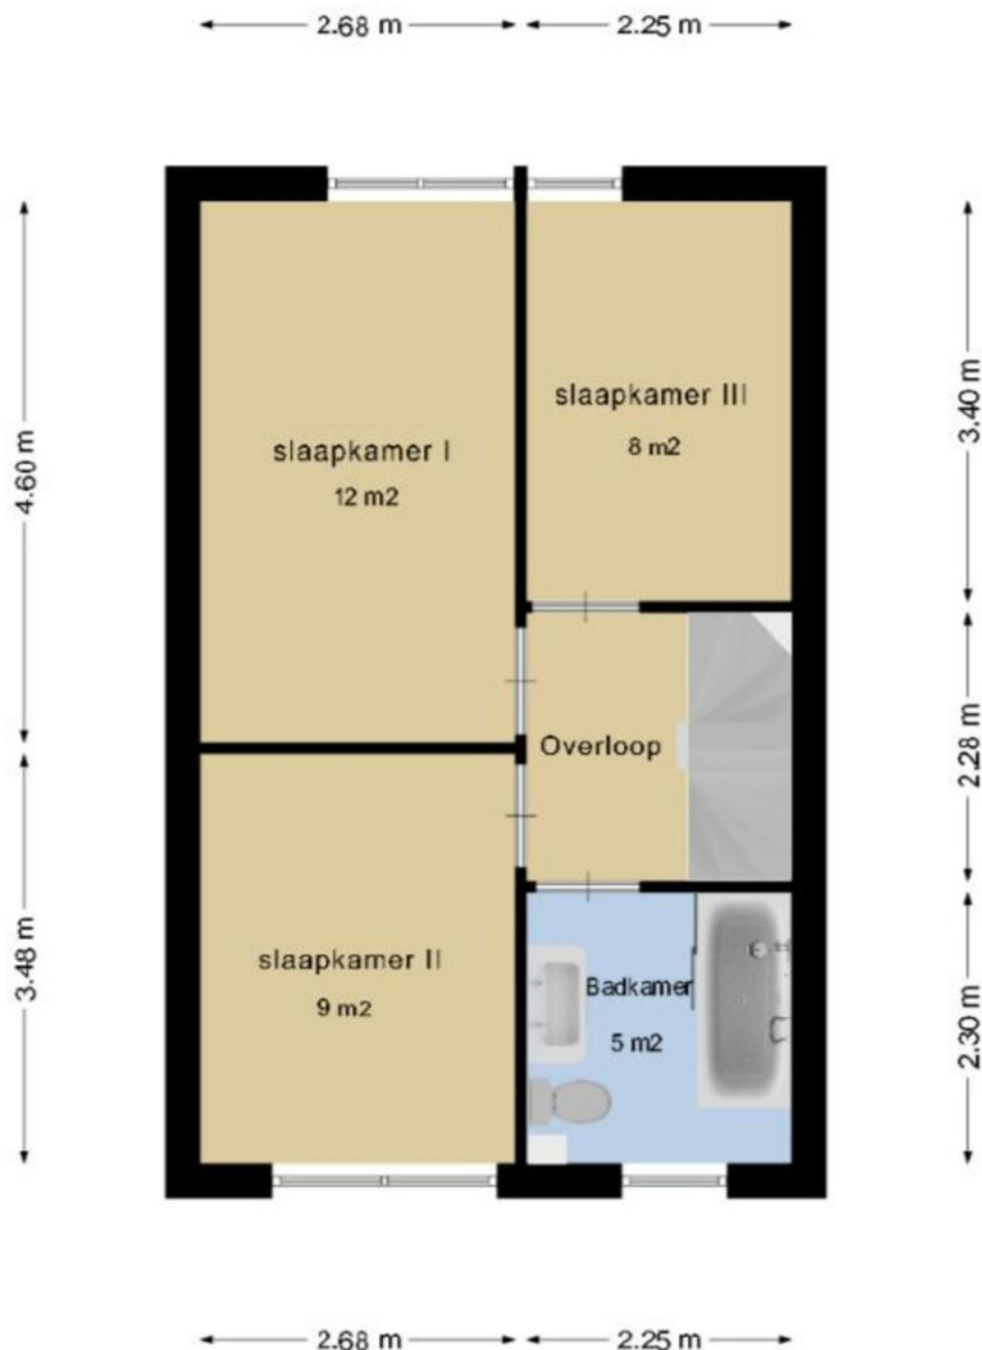 2.68 m
2.25 m
slaapkamer III
8 m2
3.40 m
slaapkamer I
12 m2
4.60 m
Overloop
2.28 m
slaapkamer II
9 m2
3.48 m
Badkamer
5 m2
2.30 m
2.68 m
2.25 m